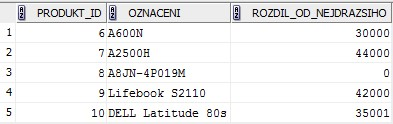 PRODUKT_ID OZNACENI ROZDIL_OD_NEJDRAZSIHO
1 6 A600N 30000
2 7 A2500H 44000
3 8 A8JN-4P019M 0
4 9 Lifebook S2110 42000
5 10 DELL Latitude 80s 35001